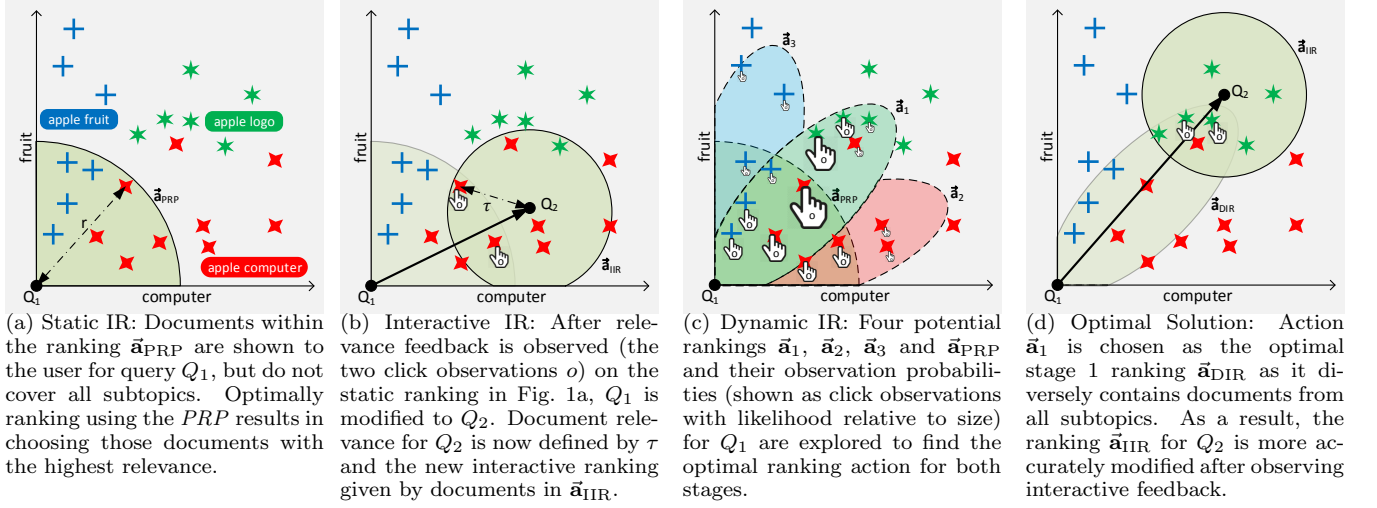 fruit
apple fruit
apple logo
r
a⃗PRP
apple computer
Q1
computer
fruit
τ
Q2
a⃗IIR
Q1
computer
fruit
a⃗3
a⃗1
a⃗PRP
a⃗2
Q1
computer
fruit
a⃗IIR
Q2
a⃗DIR
Q1
computer
(a) Static IR: Documents within
the ranking a⃗PRP are shown to
the user for query Q1, but do not
cover all subtopics. Optimally
ranking using the PRP results in
choosing those documents with
the highest relevance.
(b) Interactive IR: After rele-
vance feedback is observed (the
two click observations o) on the
static ranking in Fig. 1a, Q1 is
modified to Q2. Document rele-
vance for Q2 is now defined by τ
and the new interactive ranking
given by documents in a⃗IIR.
(c) Dynamic IR: Four potential
rankings a⃗1, a⃗2, a⃗3 and a⃗PRP
and their observation probabili-
ties (shown as click observations
with likelihood relative to size)
for Q1 are explored to find the
optimal ranking action for both
stages.
(d) Optimal Solution: Action
a⃗1 is chosen as the optimal
stage 1 ranking a⃗DIR as it di-
versely contains documents from
all subtopics. As a result, the
ranking a⃗IIR for Q2 is more ac-
curately modified after observing
interactive feedback.